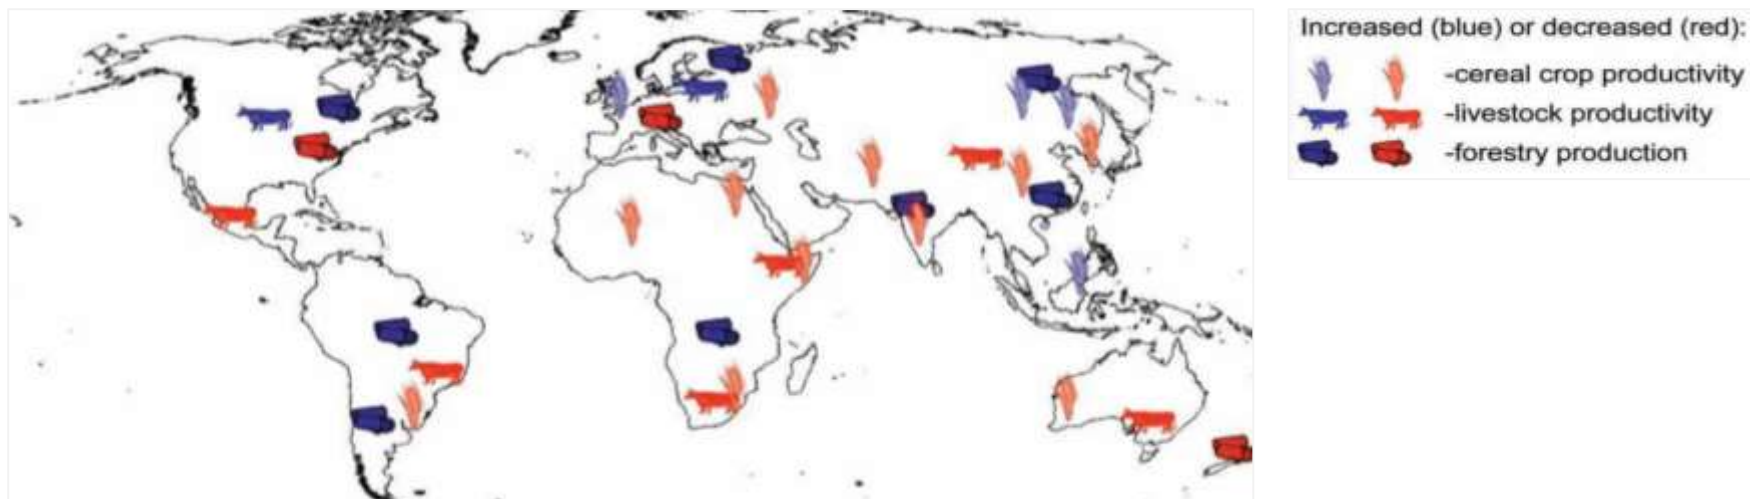 Increased (blue) or decreased (red):
-cereal crop productivity
-livestock productivity
-forestry production